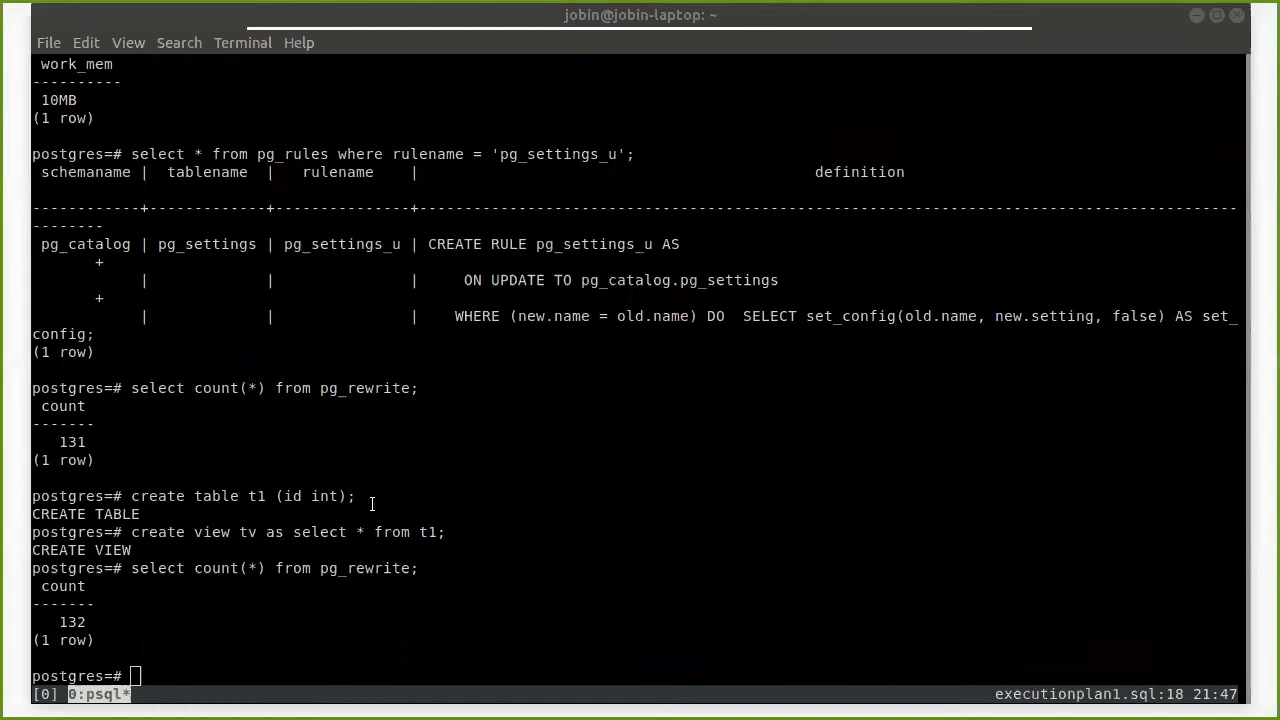 jobin@jobin-laptop: ~
File Edit View Search Terminal Help
 work_mem
----------
 10MB
(1 row)
postgres=# select * from pg_rules where rulename = 'pg_settings_u';
 schemaname |  tablename  |   rulename    |                                            definition
------------+-------------+---------------+-------------------------------------------------------------------------------------------
--------
 pg_catalog | pg_settings | pg_settings_u | CREATE RULE pg_settings_u AS
       +
            |             |               |     ON UPDATE TO pg_catalog.pg_settings
       +
            |             |               |    WHERE (new.name = old.name) DO  SELECT set_config(old.name, new.setting, false) AS set_
config;
(1 row)
postgres=# select count(*) from pg_rewrite;
 count
-------
   131
(1 row)
postgres=# create table t1 (id int);
CREATE TABLE
postgres=# create view tv as select * from t1;
CREATE VIEW
postgres=# select count(*) from pg_rewrite;
 count
-------
   132
(1 row)
postgres=#
[0] 0:psql* executionplan1.sql:18 21:47